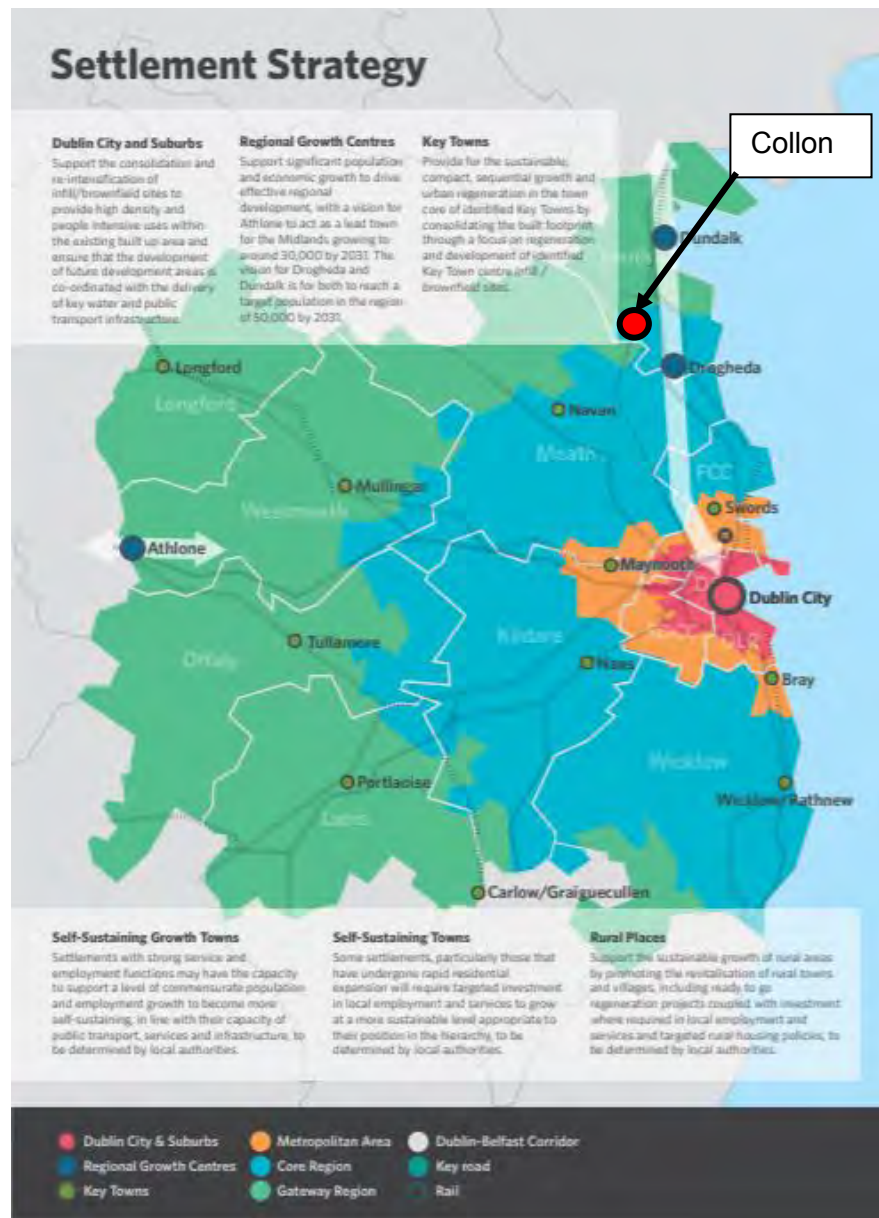 Settlement Strategy
Collon
Dublin City and Suburbs
Support the consolidation and
re-intensification of
infill/brownfield sites to
provide high density and
people intensive uses within
the existing built up area and
ensure that the development
of future development areas is
co-ordinated with the delivery
of key water and public
transport infrastructure.
Regional Growth Centres
Support significant population
and economic growth to drive
effective regional
development, with a vision for
Athlone to act as a lead town
for the Midlands growing to
around 30,000 by 2031. The
vision for Drogheda and
Dundalk is for both to reach a
target population in the region
of 50,000 by 2031.
Key Towns
Provide for the sustainable,
compact, sequential growth and
urban regeneration in the town
core of identified Key Towns by
consolidating the built footprint
through a focus on regeneration
and development of identified
Key Town centre infill /
brownfield sites.
Dundalk
Longford
Longford
Drogheda
Navan
Meath
FCC
Mullingar
Westmeath
Swords
Athlone
Maynooth
Dublin City
DLR
Kildare
Tullamore
Offaly
Naas
Bray
Wicklow
Portlaoise
Wicklow/Rathnew
Laois
Carlow/Graiguecullen
Self-Sustaining Growth Towns
Settlements with strong service and
employment functions may have the capacity
to support a level of commensurate population
and employment growth to become more
self-sustaining, in line with their capacity of
public transport, services and infrastructure, to
be determined by local authorities.
Self-Sustaining Towns
Some settlements, particularly those that
have undergone rapid residential
expansion will require targeted investment
in local employment and services to grow
at a more sustainable level appropriate to
their position in the hierarchy, to be
determined by local authorities.
Rural Places
Support the sustainable growth of rural areas
by promoting the revitalisation of rural towns
and villages, including ready to go
regeneration projects coupled with investment
where required in local employment and
services and targeted rural housing policies, to
be determined by local authorities.
Dublin City & Suburbs
Metropolitan Area
Dublin-Belfast Corridor
Regional Growth Centres
Core Region
Key road
Key Towns
Gateway Region
Rail